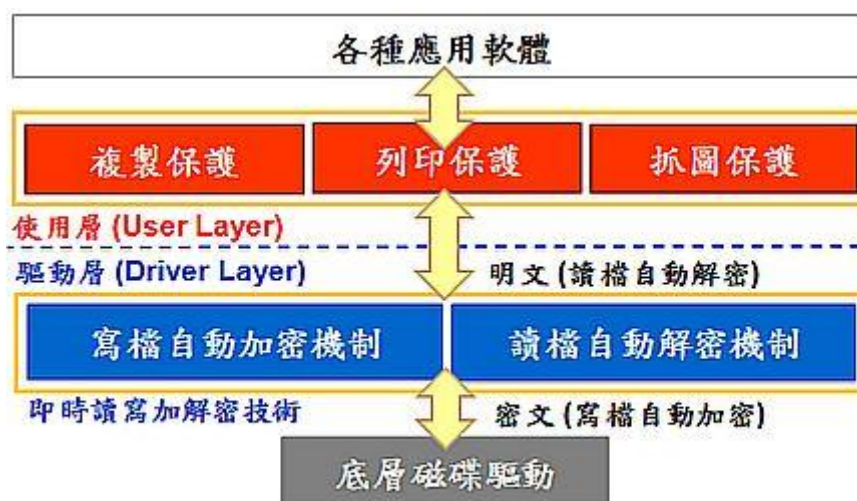 各種應用軟體
複製保護
列印保護
抓圖保護
使用層 (User Layer)
驅動層 (Driver Layer)
明文 (讀檔自動解密)
寫檔自動加密機制
讀檔自動解密機制
即時讀寫加解密技術
密文 (寫檔自動加密)
底層磁碟驅動